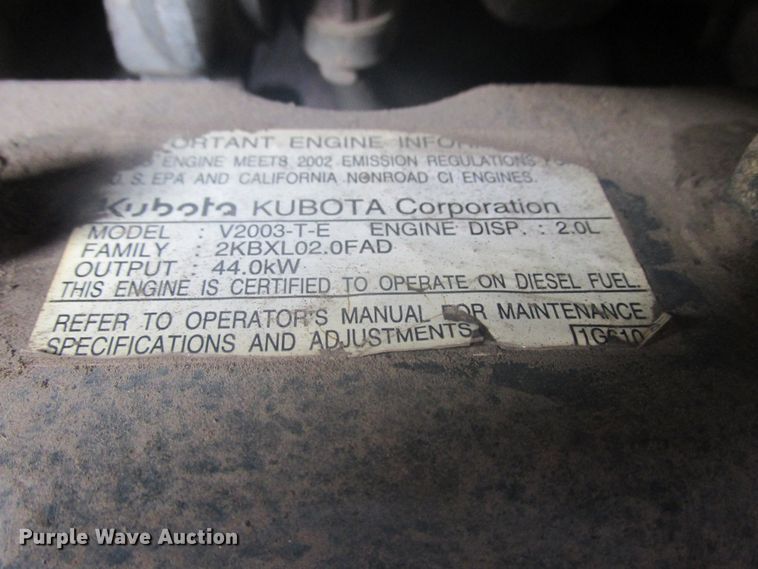 ORTANT ENGINE INFOR
ENGINE MEETS 2002 EMISSION REGULATIONS
U. S. EPA AND CALIFORNIA NONROAD CI ENGINES.
Kubota KUBOTA Corporation
MODEL : V2003-T-E ENGINE DISP. : 2.0L
FAMILY : 2KBXL02.0FAD
OUTPUT : 44.0kW
THIS ENGINE IS CERTIFIED TO OPERATE ON DIESEL FUEL.
REFER TO OPERATOR'S MANUAL FOR MAINTENANCE
SPECIFICATIONS AND ADJUSTMENTS 1G610
Purple Wave Auction